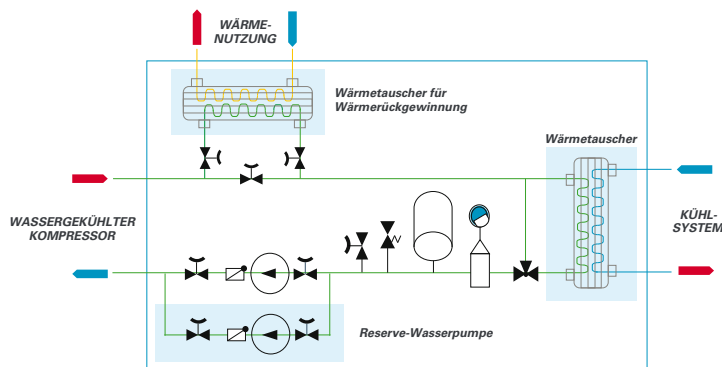 WÄRME-
NUTZUNG
Wärmetauscher für
Wärmerückgewinnung
Wärmetauscher
WASSERGEKÜHLTER
KOMPRESSOR
KÜHL-
SYSTEM
Reserve-Wasserpumpe